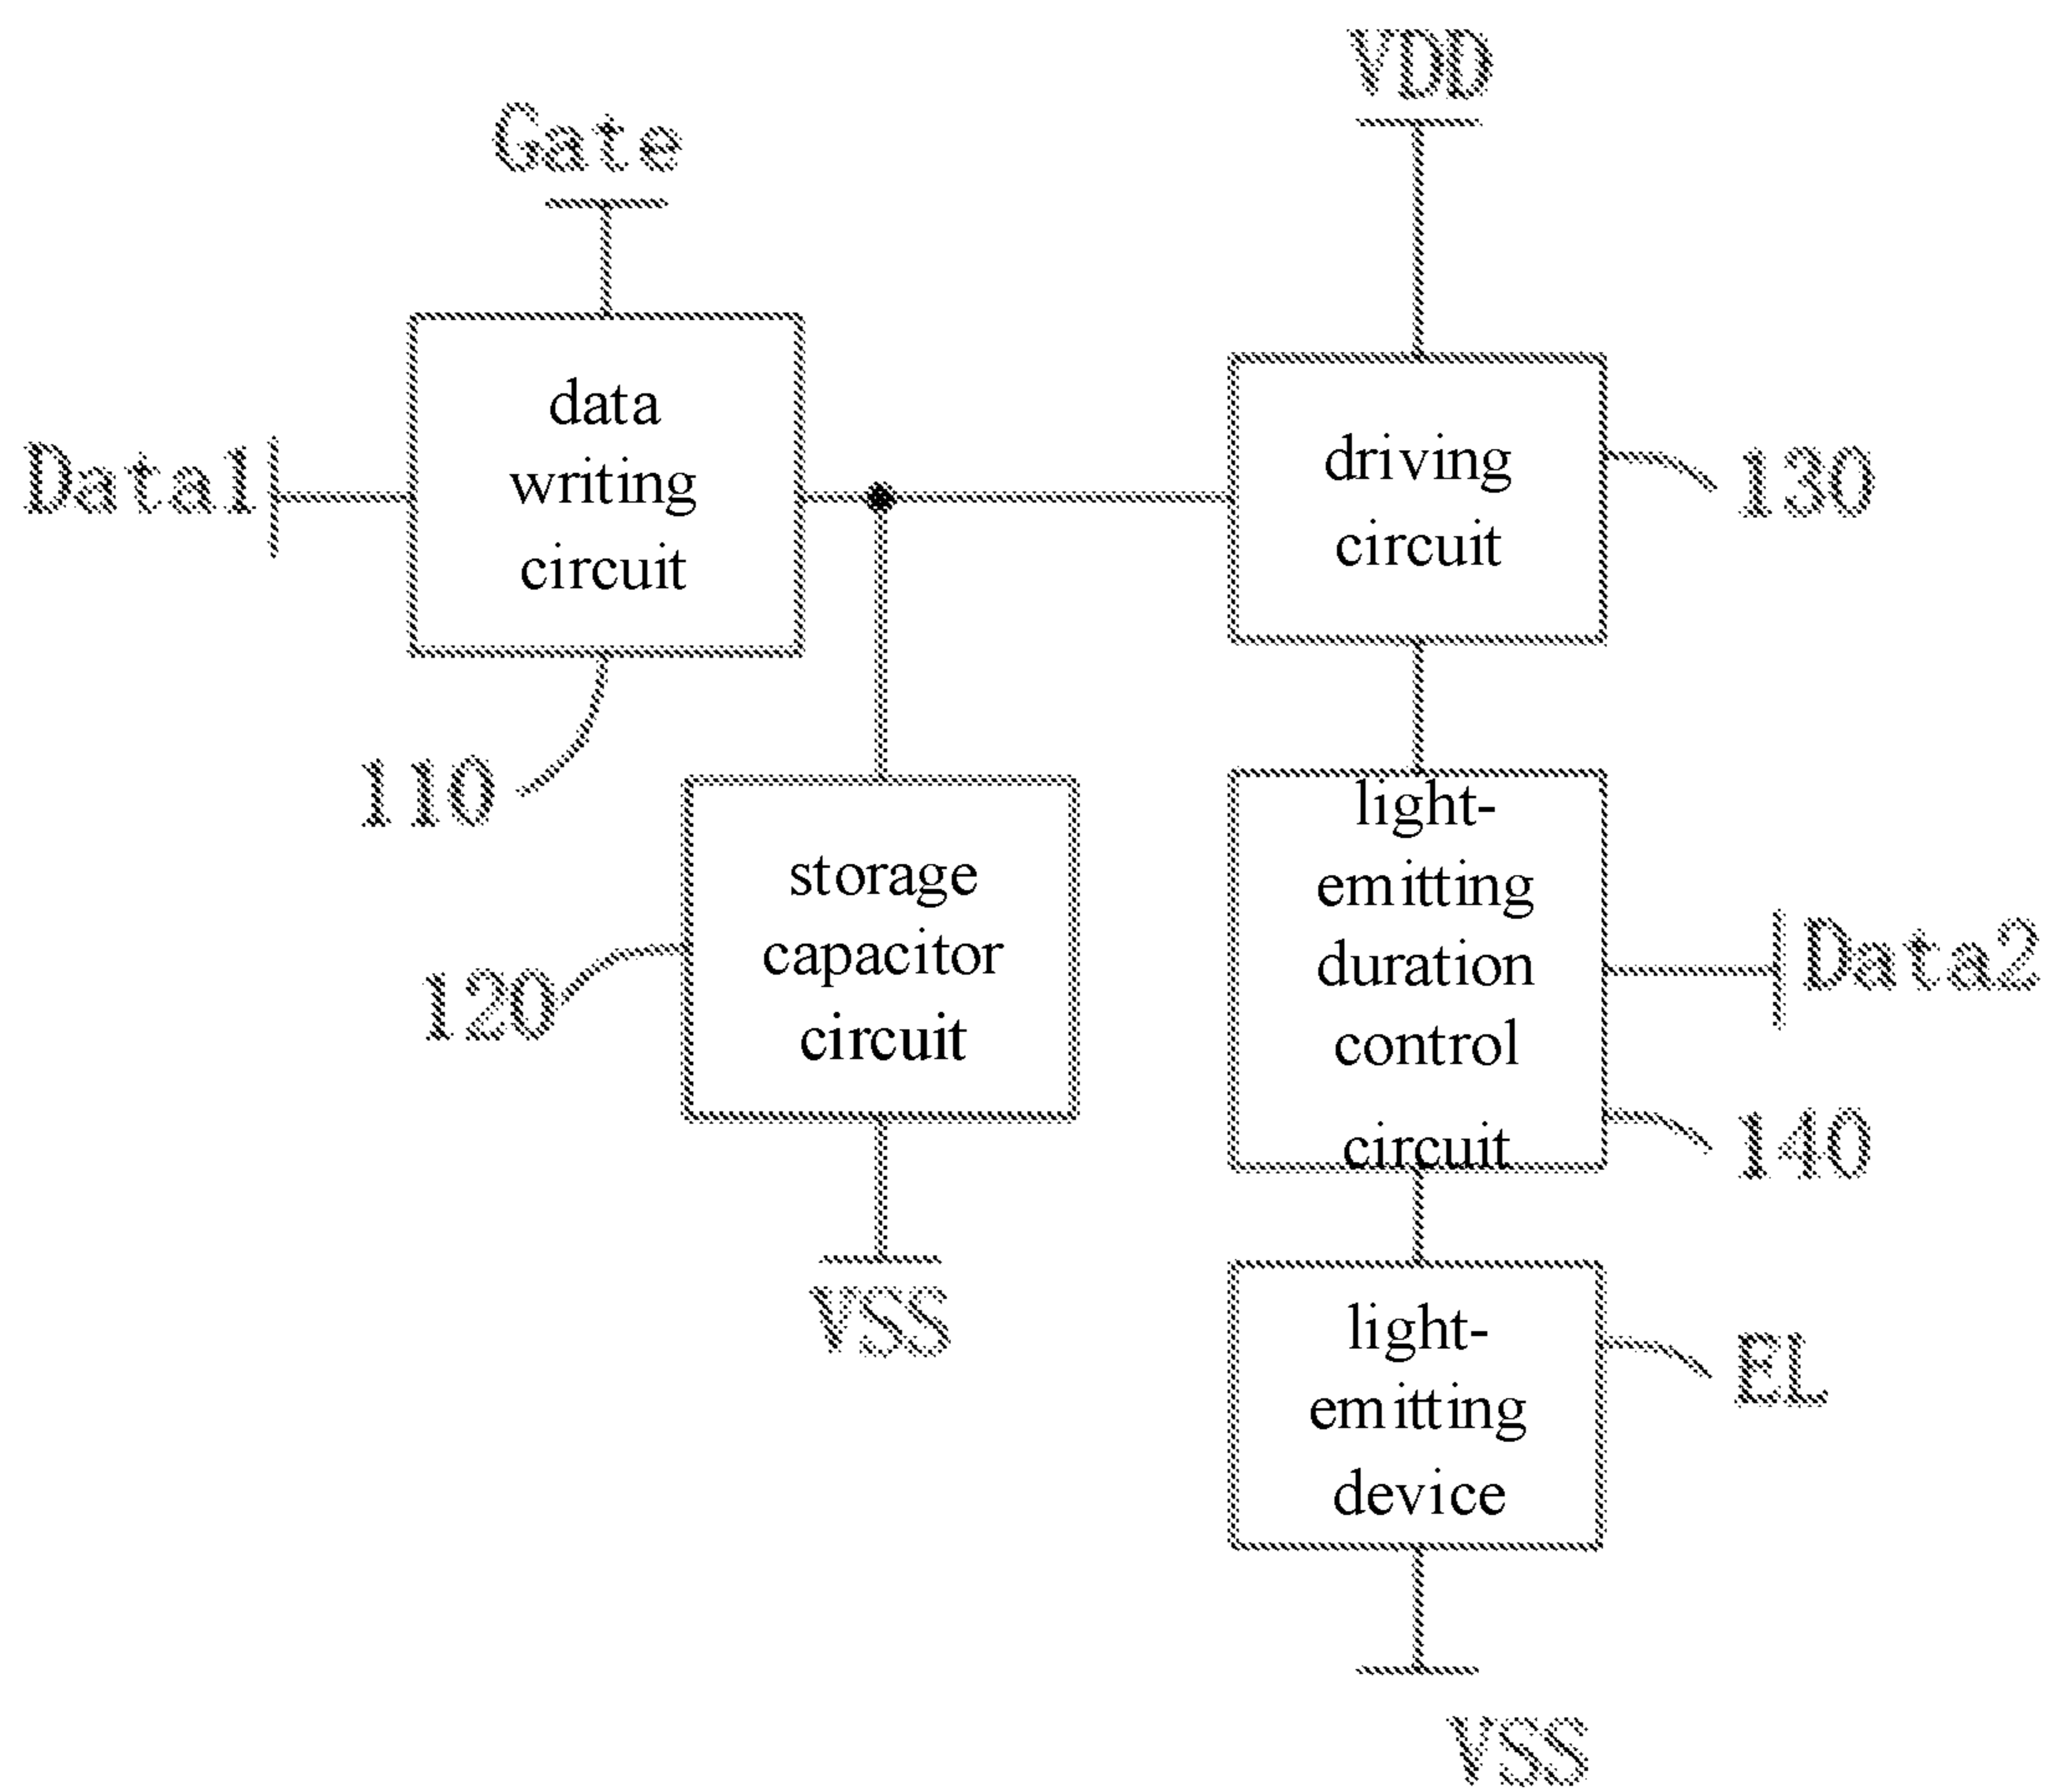 VDD
Gate
data
writing
circuit
Data1
driving
circuit
130
110
storage
capacitor
circuit
120
light-
emitting
duration
control
circuit
Data2
140
VSS
light-
emitting
device
EL
VSS